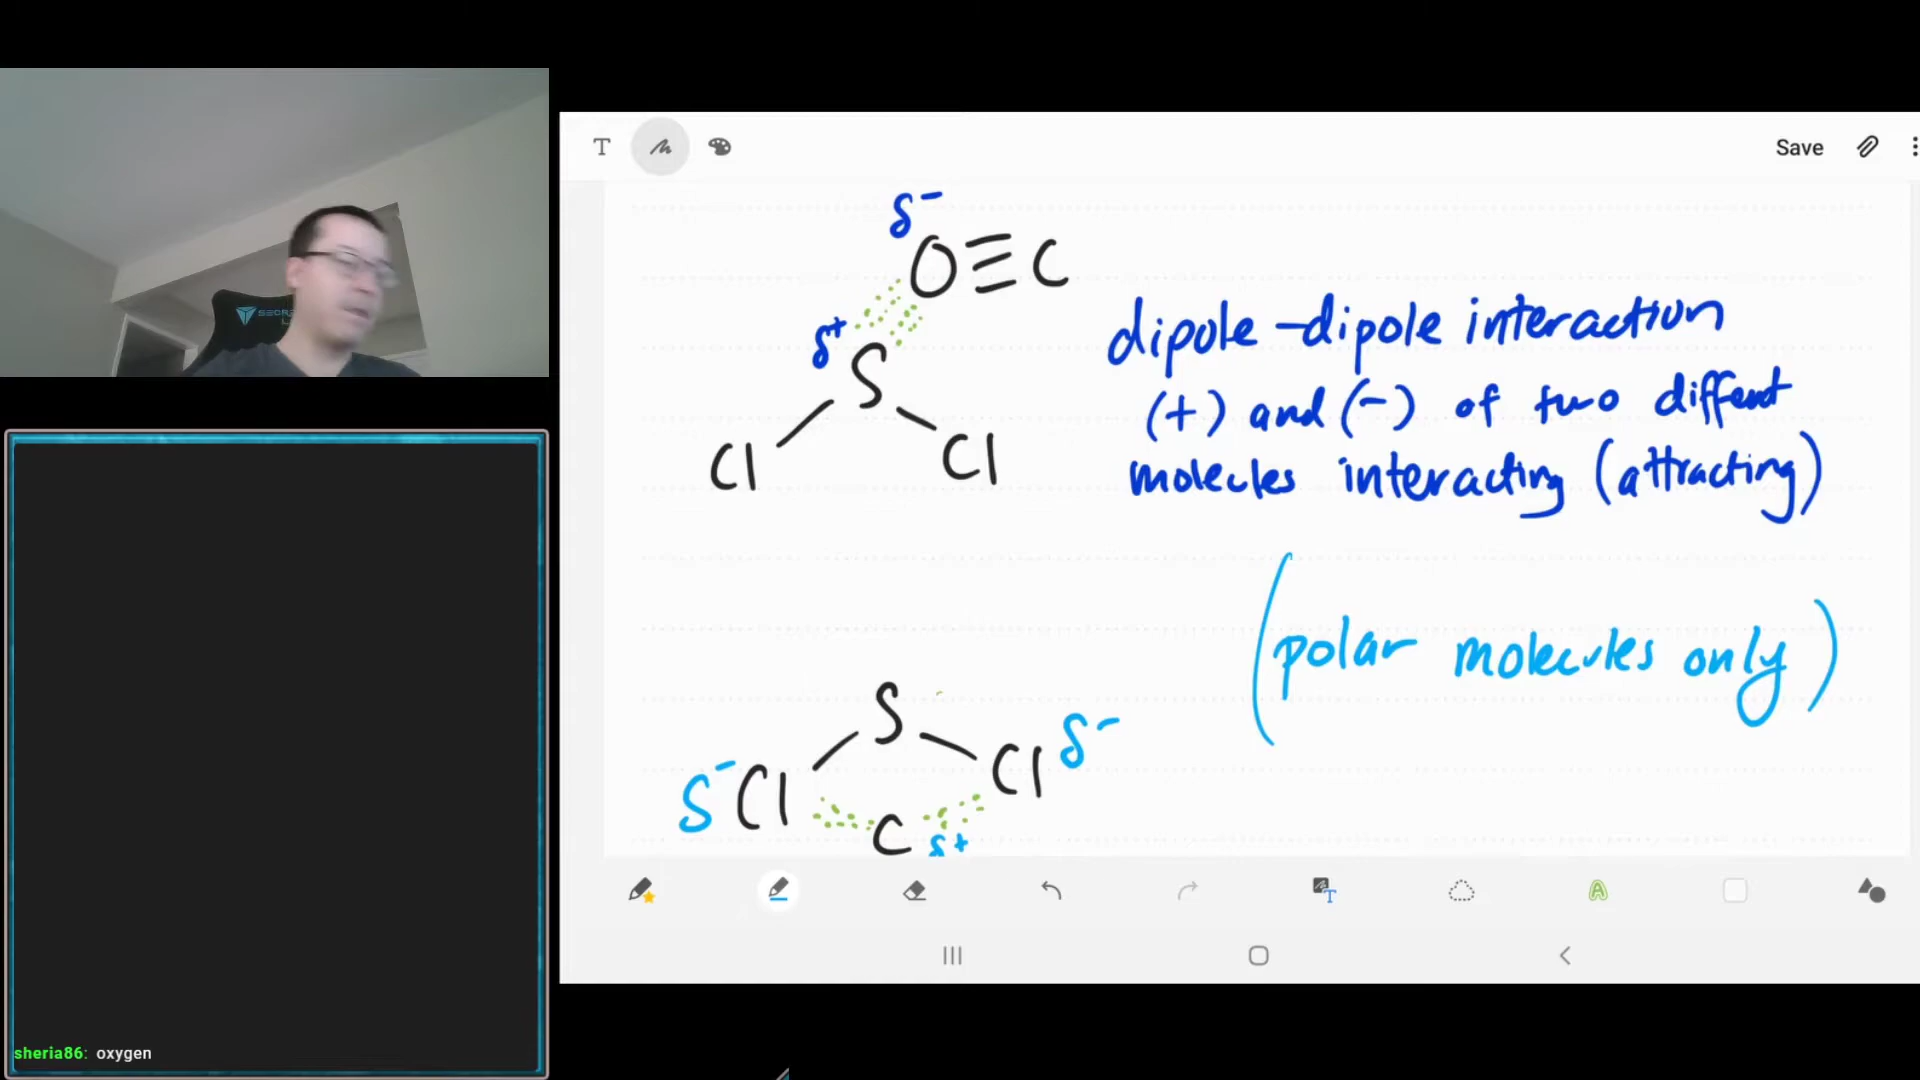 Save
δ-
O≡C
δ+
S
Cl Cl
dipole-dipole interaction
(+) and (-) of two diffent
molecules interacting (attracting)
(polar molecules only)
S
δ- Cl Cl δ-
C δ+
sheria86: oxygen